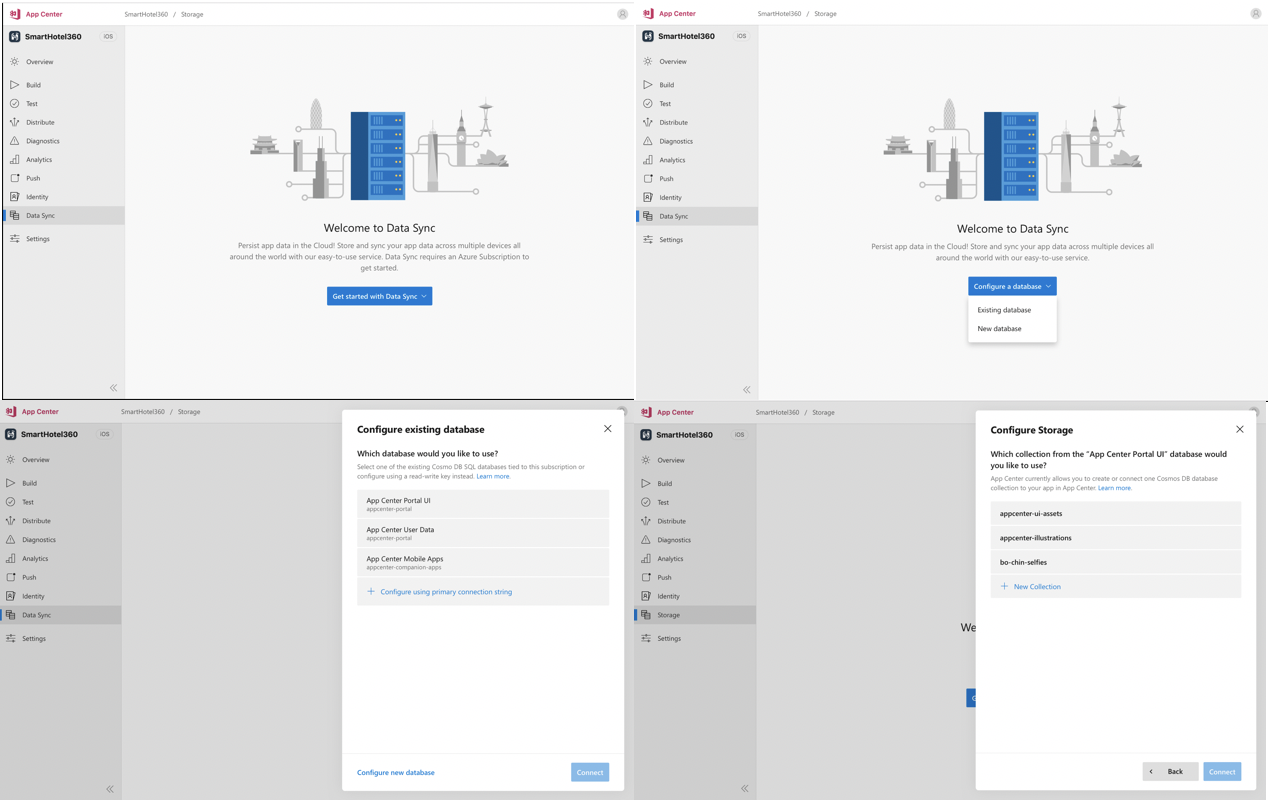 App Center
SmartHotel360 / Storage
SmartHotel360 iOS
Overview
Build
Test
Distribute
Diagnostics
Analytics
Push
Identity
Data Sync
Settings
Welcome to Data Sync
Persist app data in the Cloud! Store and sync your app data across multiple devices all
around the world with our easy-to-use service. Data Sync requires an Azure Subscription to
get started.
Get started with Data Sync
App Center
SmartHotel360 / Storage
SmartHotel360 iOS
Overview
Build
Test
Distribute
Diagnostics
Analytics
Push
Identity
Data Sync
Settings
Welcome to Data Sync
Persist app data in the Cloud! Store and sync your app data across multiple devices all
around the world with our easy-to-use service.
Configure a database
Existing database
New database
App Center
SmartHotel360 / Storage
SmartHotel360 iOS
Overview
Build
Test
Distribute
Diagnostics
Analytics
Push
Identity
Data Sync
Settings
Configure existing database
Which database would you like to use?
Select one of the existing Cosmo DB SQL databases tied to this subscription or
configure using a read-write key instead. Learn more.
App Center Portal UI
appcenter-portal
App Center User Data
appcenter-portal
App Center Mobile Apps
appcenter-companion-apps
Configure using primary connection string
Configure new database
Connect
App Center
SmartHotel360 / Storage
SmartHotel360 iOS
Overview
Build
Test
Distribute
Diagnostics
Analytics
Push
Identity
Storage
Settings
We
G
Configure Storage
Which collection from the "App Center Portal UI" database would
you like to use?
App Center currently allows you to create or connect one Cosmos DB database
collection to your app in App Center. Learn more.
appcenter-ui-assets
appcenter-illustrations
bo-chin-selfies
New Collection
Back
Connect